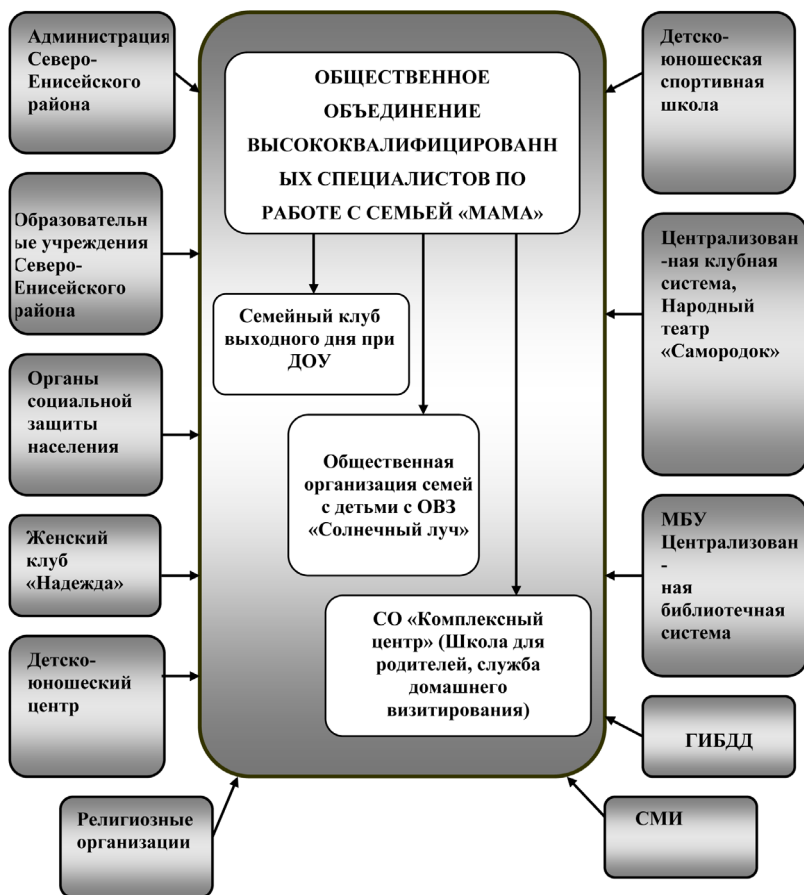 Администрация
Северо-
Енисейского
района
Образовательн
ые учреждения
Северо-
Енисейского
района
Органы
социальной
защиты
населения
Женский
клуб
«Надежда»
Детско-
юношеский
центр
Религиозные
организации
ОБЩЕСТВЕННОЕ
ОБЪЕДИНЕНИЕ
ВЫСОКОКВАЛИФИЦИРОВАНН
ЫХ СПЕЦИАЛИСТОВ ПО
РАБОТЕ С СЕМЬЕЙ «МАМА»
Семейный клуб
выходного дня при
ДОУ
Общественная
организация семей
с детьми с ОВЗ
«Солнечный луч»
СО «Комплексный
центр» (Школа для
родителей, служба
домашнего
визитирования)
Детско-
юношеская
спортивная
школа
Централизован
-ная клубная
система,
Народный
театр
«Самородок»
МБУ
Централизован
-
ная
библиотечная
система
ГИБДД
СМИ